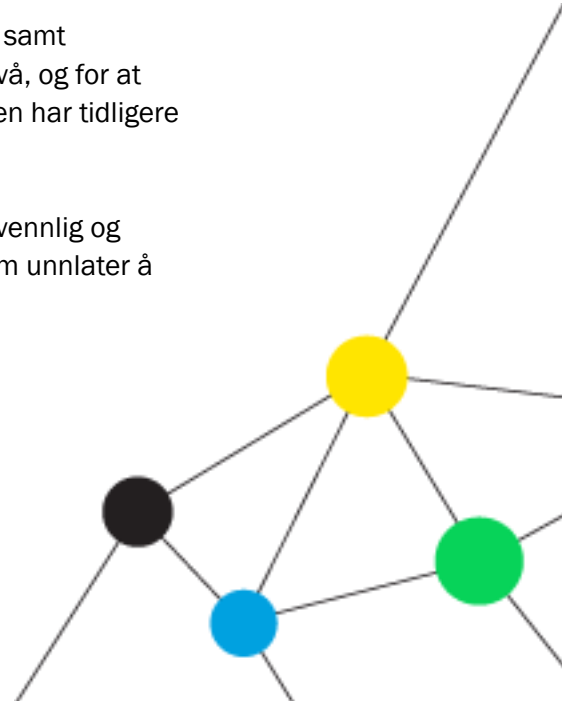 samt
vå, og for at
en har tidligere
vennlig og
m unnlater å